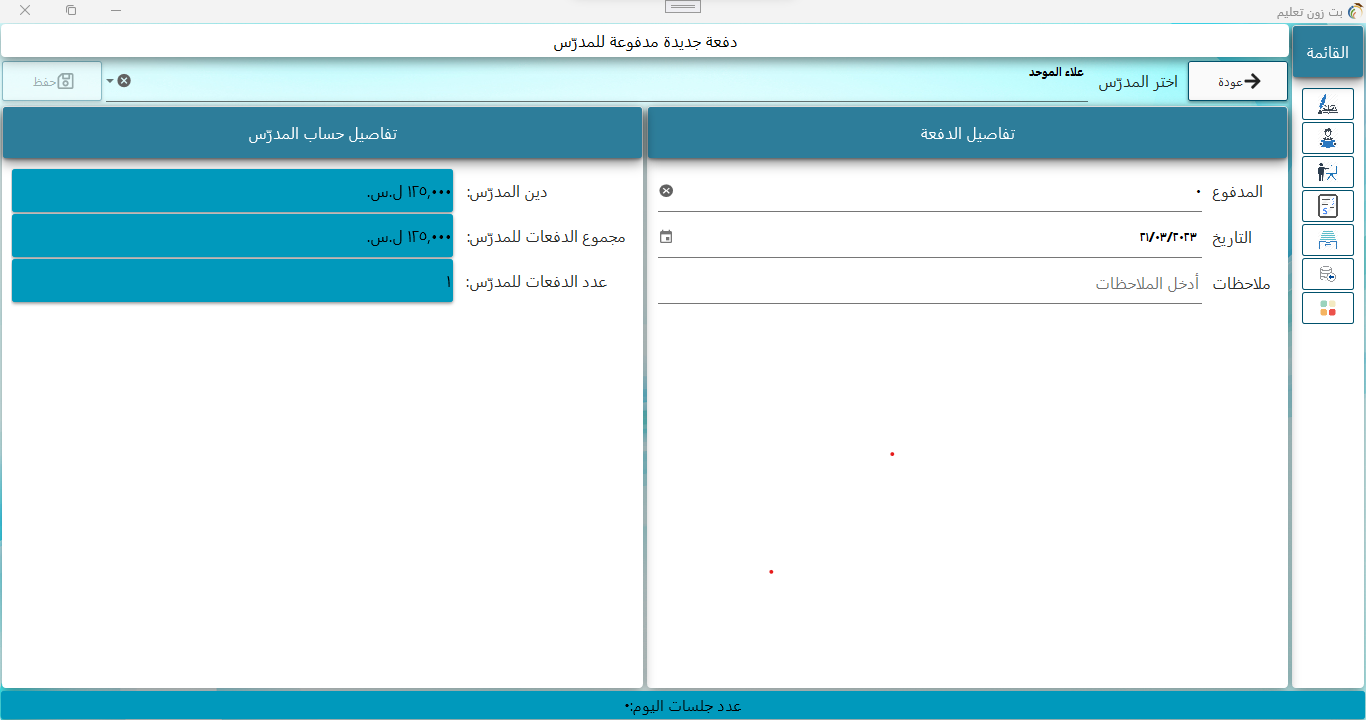 بت زون تعليم
القائمة
دفعة جديدة مدفوعة للمدرّس
عودة
اختر المدرّس
علاء الموحد
حفظ
تفاصيل الدفعة
المدفوع
٠
التاريخ
٢١/٠٣/٢٠٢٣
ملاحظات
أدخل الملاحظات
تفاصيل حساب المدرّس
دين المدرّس:
١٢٥,٠٠٠ ل.س.
مجموع الدفعات للمدرّس:
١٢٥,٠٠٠ ل.س.
عدد الدفعات للمدرّس:
١
عدد جلسات اليوم:٠